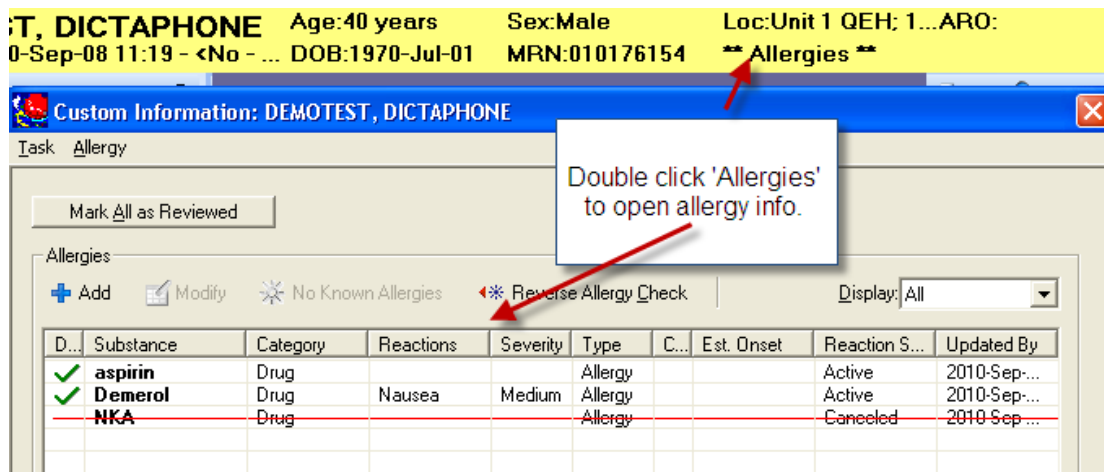 ST, DICTAPHONE Age:40 years Sex:Male Loc:Unit 1 QEH; 1...ARO:
0-Sep-08 11:19 - <No - ... DOB:1970-Jul-01 MRN:010176154 ** Allergies **
Custom Information: DEMOTEST, DICTAPHONE
Task Allergy
Double click 'Allergies'
to open allergy info.
Mark All as Reviewed
Allergies
Add Modify No Known Allergies Reverse Allergy Check Display: All
D... Substance Category Reactions Severity Type C... Est. Onset Reaction S... Updated By
aspirin Drug Allergy Active 2010-Sep-...
Demerol Drug Nausea Medium Allergy Active 2010-Sep-...
NKA Drug Allergy Canceled 2010-Sep-...